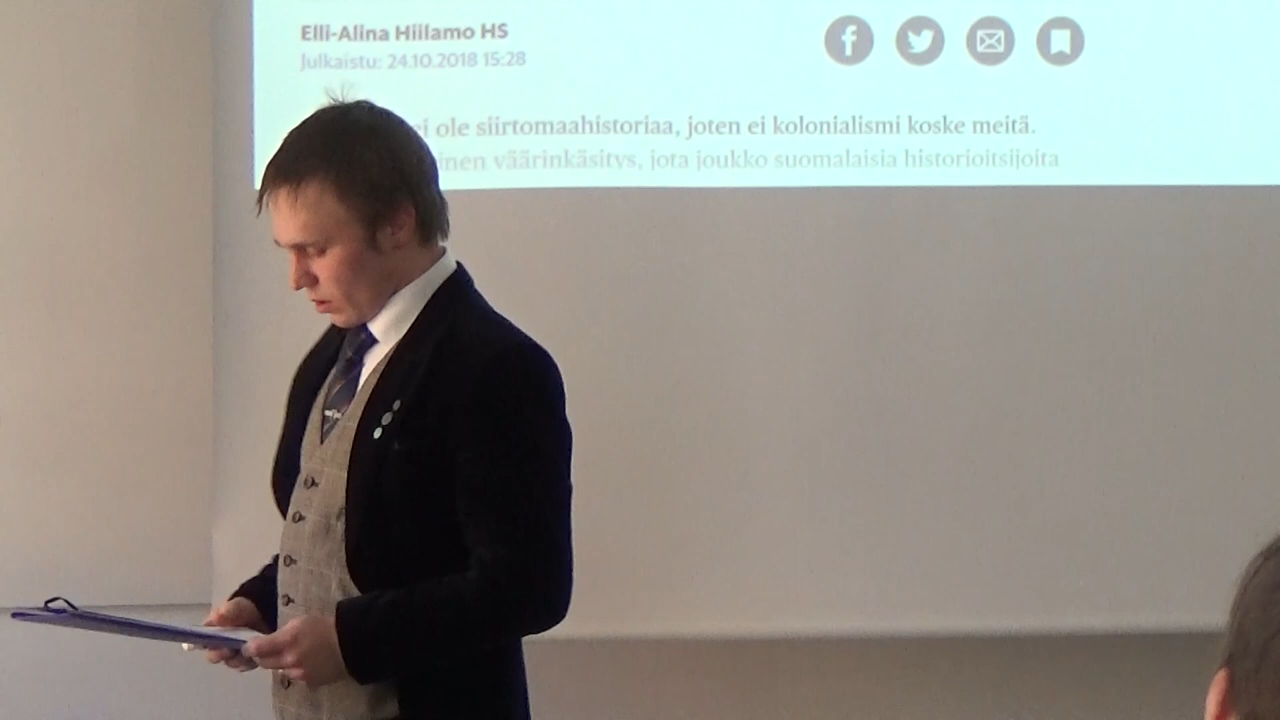 Elli-Alina Hiilamo HS
Julkaistu: 24.10.2018 15:28
ei ole siirtomaahistoriaa, joten ei kolonialismi koske meitä.
väärinkäsitys, jota joukko suomalaisia historioitsijoita